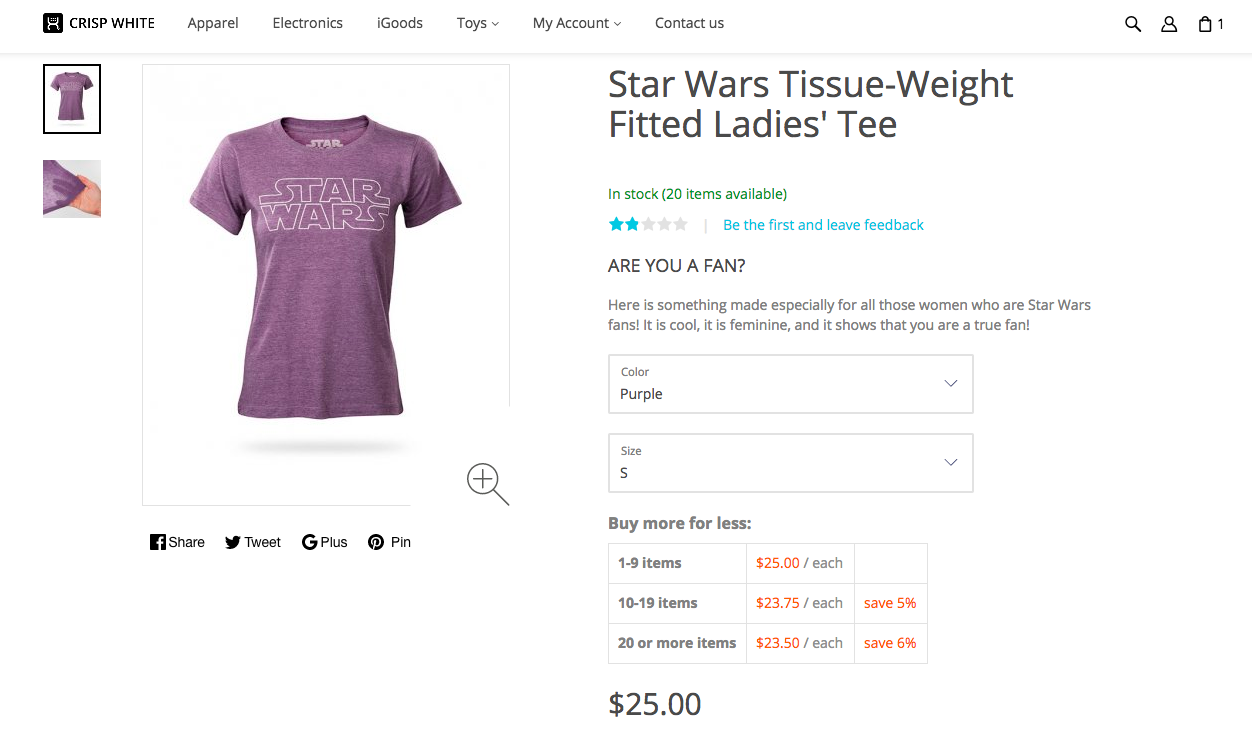 CRISP WHITE
Apparel
Electronics
iGoods
Toys
My Account
Contact us
1
STAR
STAR
WARS
Share
Tweet
Plus
Pin
Star Wars Tissue-Weight
Fitted Ladies' Tee
In stock (20 items available)
| Be the first and leave feedback
ARE YOU A FAN?
Here is something made especially for all those women who are Star Wars
fans! It is cool, it is feminine, and it shows that you are a true fan!
Color
Purple
Size
S
Buy more for less:
1-9 items $25.00 / each
10-19 items $23.75 / each save 5%
20 or more items $23.50 / each save 6%
$25.00